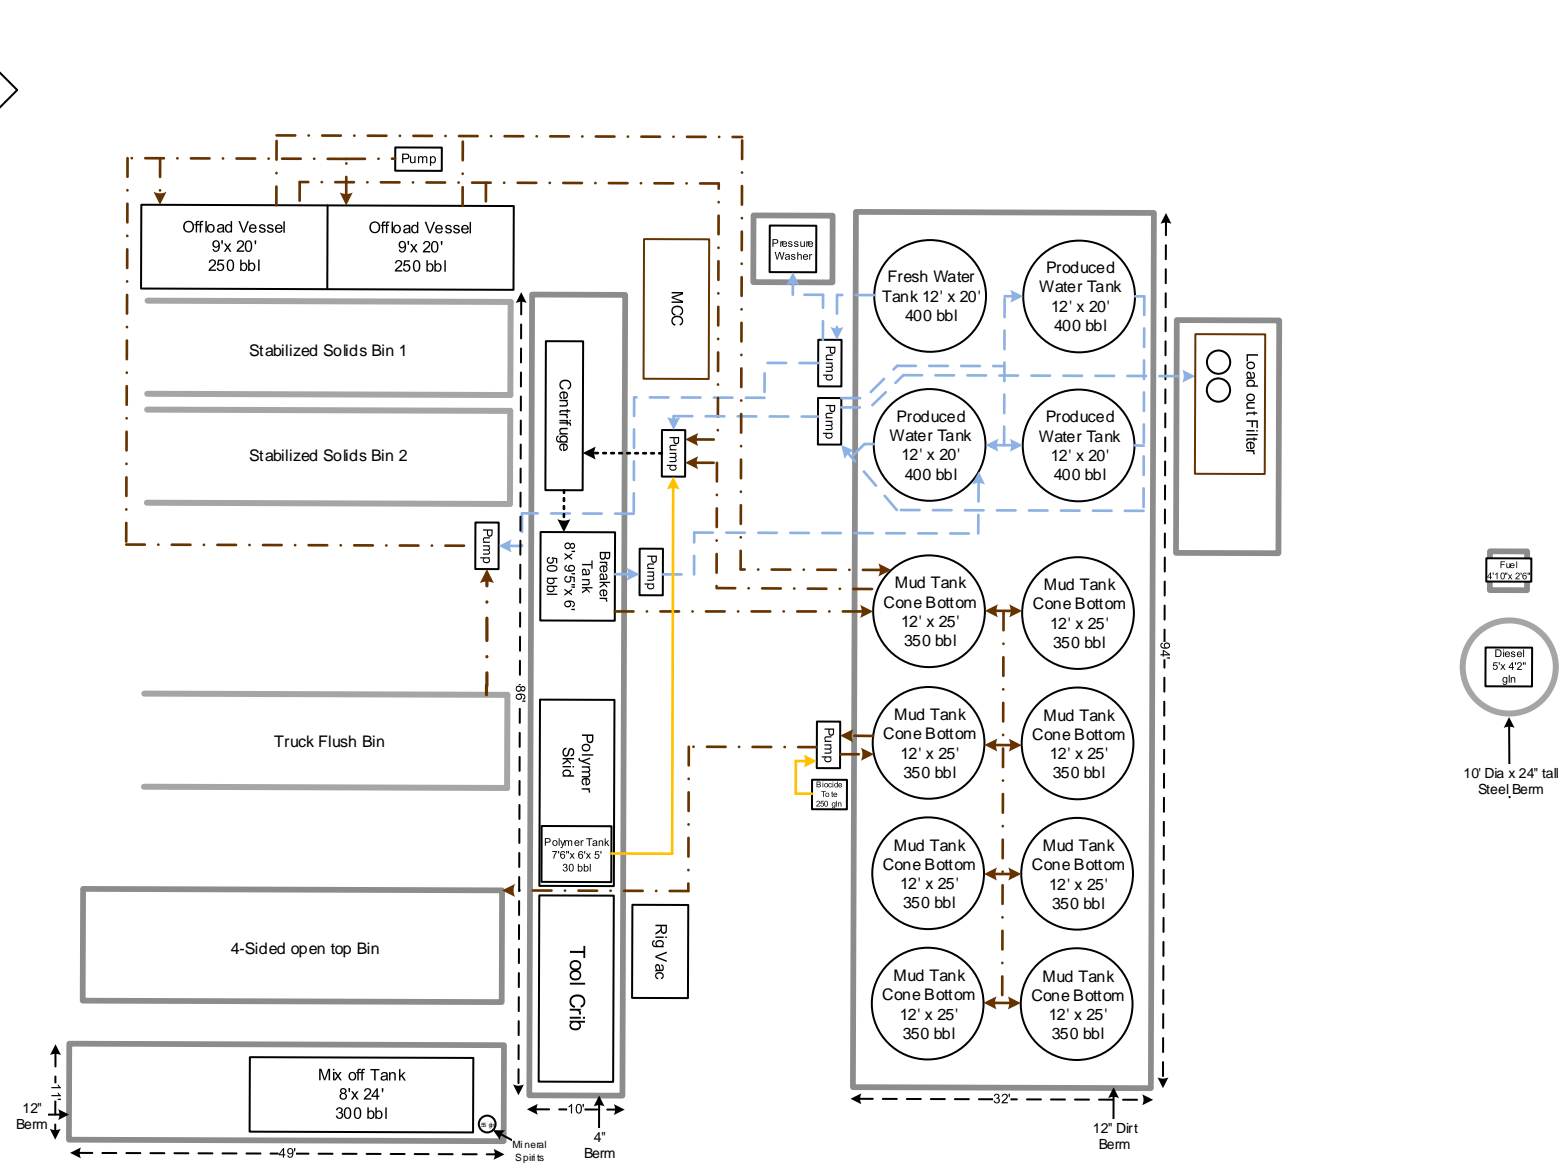 Pump
Offload Vessel
9'x 20'
250 bbl
Offload Vessel
9'x 20'
250 bbl
Stabilized Solids Bin 1
Stabilized Solids Bin 2
MCC
Centrifuge
Pump
Pump
Breaker
Tank
8'x 9'5"x 6'
50 bbl
Pump
86'
Truck Flush Bin
Polymer
Skid
Polymer Tank
7'6"x 6'x 5'
30 bbl
4-Sided open top Bin
Tool Crib
Rig Vac
Mix off Tank
8'x 24'
300 bbl
11'
12"
Berm
49'
Mineral
Spirits
10'
4"
Berm
Pressure
Washer
Pump
Pump
Fresh Water
Tank 12' x 20'
400 bbl
Produced
Water Tank
12' x 20'
400 bbl
Produced
Water Tank
12' x 20'
400 bbl
Produced
Water Tank
12' x 20'
400 bbl
Load out Filter
Mud Tank
Cone Bottom
12' x 25'
350 bbl
Mud Tank
Cone Bottom
12' x 25'
350 bbl
94'
Pump
Biocide
Tote
250 gln
Mud Tank
Cone Bottom
12' x 25'
350 bbl
Mud Tank
Cone Bottom
12' x 25'
350 bbl
Mud Tank
Cone Bottom
12' x 25'
350 bbl
Mud Tank
Cone Bottom
12' x 25'
350 bbl
Mud Tank
Cone Bottom
12' x 25'
350 bbl
Mud Tank
Cone Bottom
12' x 25'
350 bbl
32'
12" Dirt
Berm
Fuel
4'10"x 2'6"
Diesel
5'x 4'2"
gln
10' Dia x 24" tall
Steel Berm